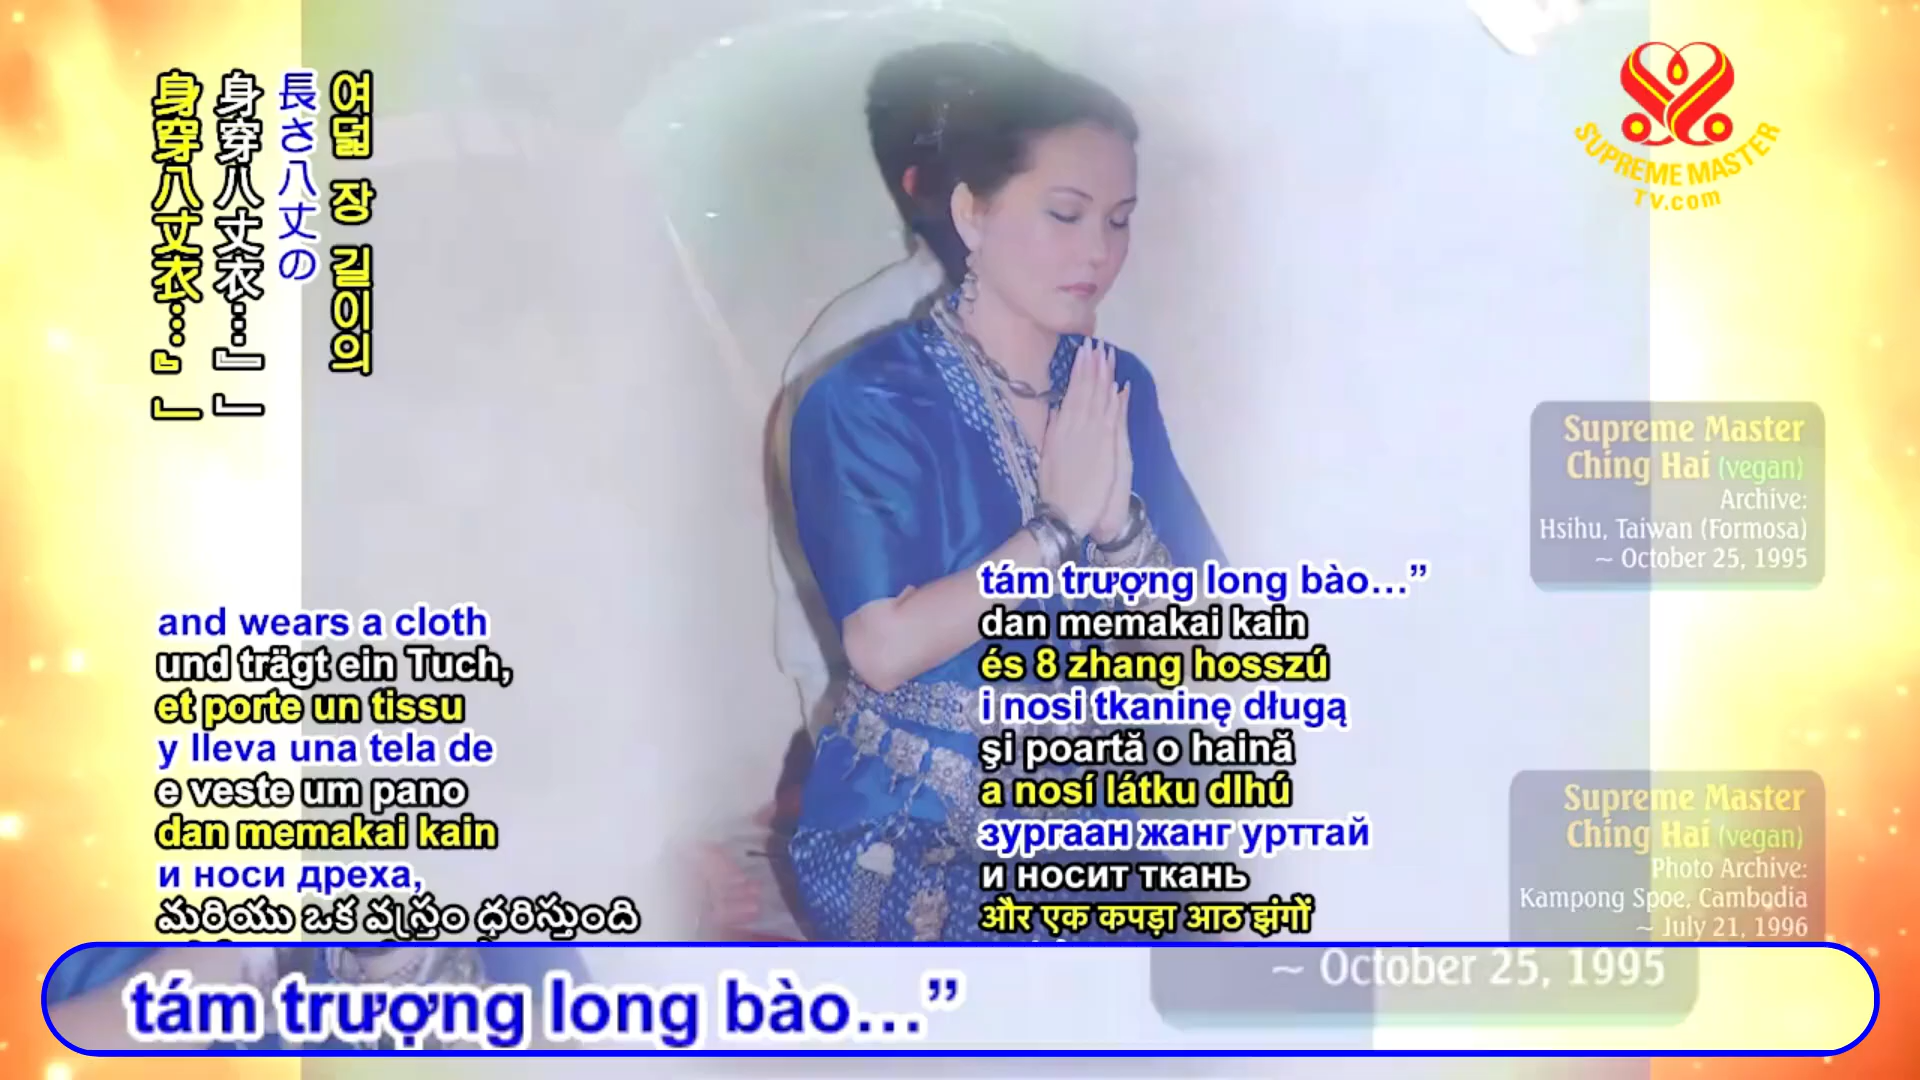 여덟 장 길이의
長さ八丈の
身穿八丈衣…』」
身穿八丈衣…』」
SUPREME MASTER
TV.com
Supreme Master
Ching Hai (vegan)
Archive:
Hsihu, Taiwan (Formosa)
~ October 25, 1995
and wears a cloth
und trägt ein Tuch,
et porte un tissu
y lleva una tela de
e veste um pano
dan memakai kain
и носи дреха,
మరియు ఒక వస్త్రం ధరిస్తుంది
tám trượng long bào…”
dan memakai kain
és 8 zhang hosszú
i nosi tkaninę długą
şi poartă o haină
a nosí látku dlhú
зургаан жанг урттай
и носит ткань
और एक कपड़ा आठ झंगों
Supreme Master
Ching Hai (vegan)
Photo Archive:
Kampong Spoe, Cambodia
~ July 21, 1996
~ October 25, 1995
tám trượng long bào…”